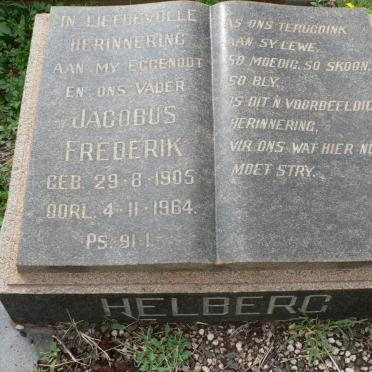 IN LIEFDEVOLLE
HERINNERING
AAN MY EGGENOOT
EN ONS VADER
JACOBUS
FREDERIK
GEB. 29-8-1905
OORL. 4-11-1964.
PS. 91-1.
AS ONS TERUGDINK
AAN SY LEWE,
SO MOEDIG, SO SKOON,
SO BLY,
IS DIT 'N VOORBEELDIG
HERINNERING,
VIR ONS WAT HIER NO
MOET STRY.
HELBERG